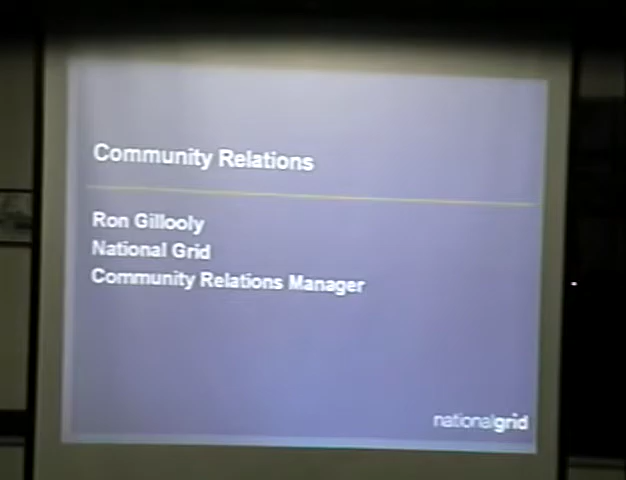 Community Relations
Ron Gillooly
National Grid
Community Relations Manager
nationalgrid